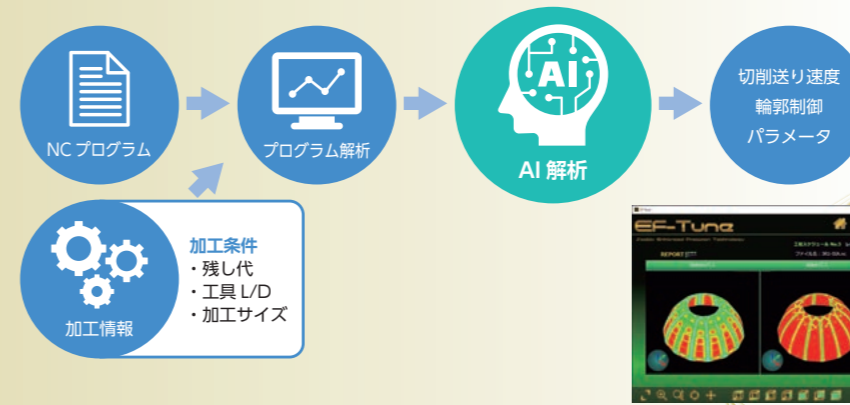 NC プログラム
プログラム解析
AI
AI 解析
切削送り速度
輪郭制御
パラメータ
加工情報
加工条件
・残し代
・工具 L/D
・加工サイズ
EF-Tune
REPORT